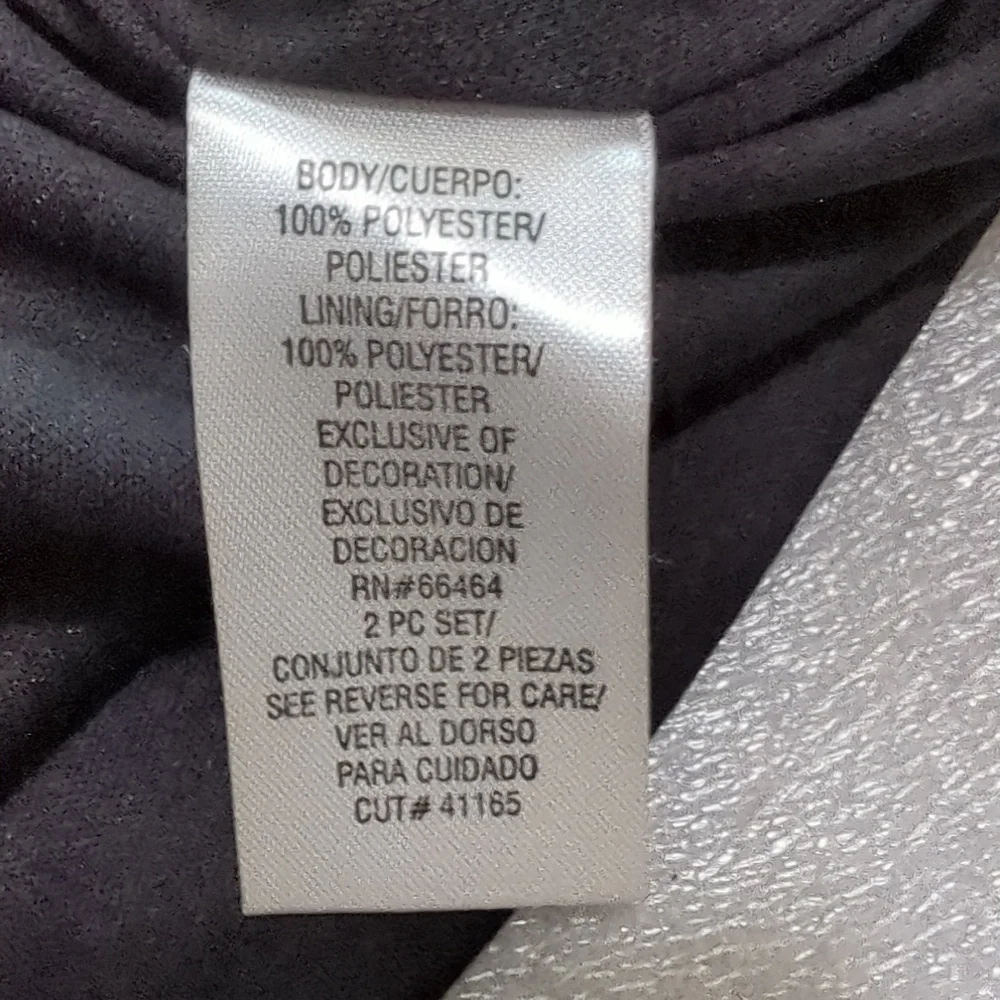 BODY/CUERPO:
100% POLYESTER/
POLIESTER
LINING/FORRO:
100% POLYESTER/
POLIESTER
EXCLUSIVE OF
DECORATION/
EXCLUSIVO DE
DECORACION
RN#66464
2 PC SET/
CONJUNTO DE 2 PIEZAS
SEE REVERSE FOR CARE/
VER AL DORSO
PARA CUIDADO
CUT# 41165